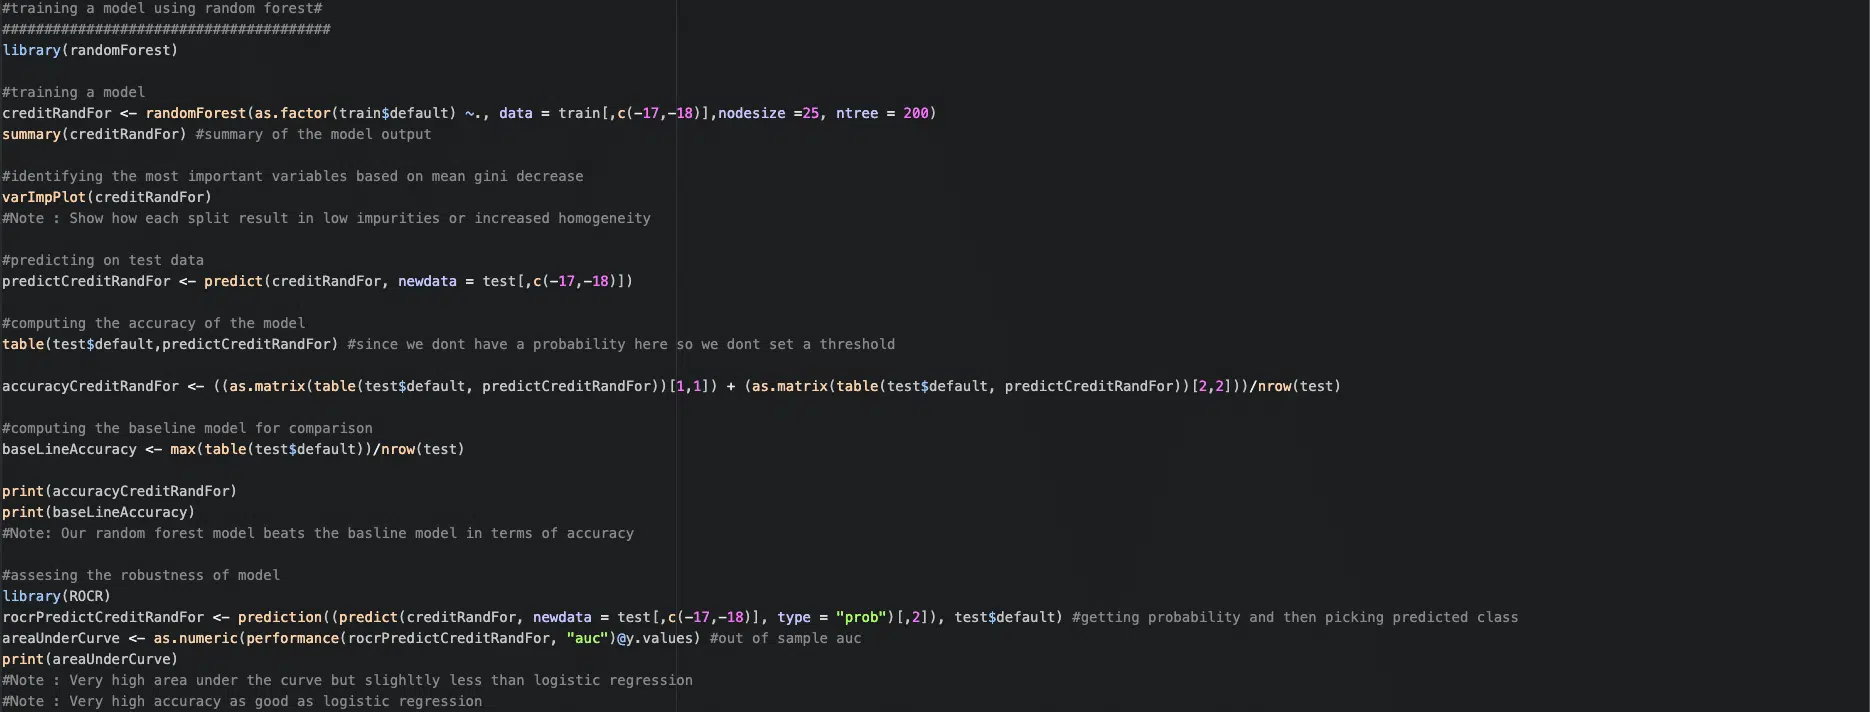 #training a model using random forest#
#######################################
library(randomForest)
#training a model
creditRandFor <- randomForest(as.factor(train$default) ~., data = train[,c(-17,-18)],nodesize =25, ntree = 200)
summary(creditRandFor) #summary of the model output
#identifying the most important variables based on mean gini decrease
varImpPlot(creditRandFor)
#Note : Show how each split result in low impurities or increased homogeneity
#predicting on test data
predictCreditRandFor <- predict(creditRandFor, newdata = test[,c(-17,-18)])
#computing the accuracy of the model
table(test$default,predictCreditRandFor) #since we dont have a probability here so we dont set a threshold
accuracyCreditRandFor <- ((as.matrix(table(test$default, predictCreditRandFor))[1,1]) + (as.matrix(table(test$default, predictCreditRandFor))[2,2]))/nrow(test)
#computing the baseline model for comparison
baseLineAccuracy <- max(table(test$default))/nrow(test)
print(accuracyCreditRandFor)
print(baseLineAccuracy)
#Note: Our random forest model beats the basline model in terms of accuracy
#assesing the robustness of model
library(ROCR)
rocrPredictCreditRandFor <- prediction((predict(creditRandFor, newdata = test[,c(-17,-18)], type = "prob")[,2]), test$default) #getting probability and then picking predicted class
areaUnderCurve <- as.numeric(performance(rocrPredictCreditRandFor, "auc")@y.values) #out of sample auc
print(areaUnderCurve)
#Note : Very high area under the curve but slighltly less than logistic regression
#Note : Very high accuracy as good as logistic regression